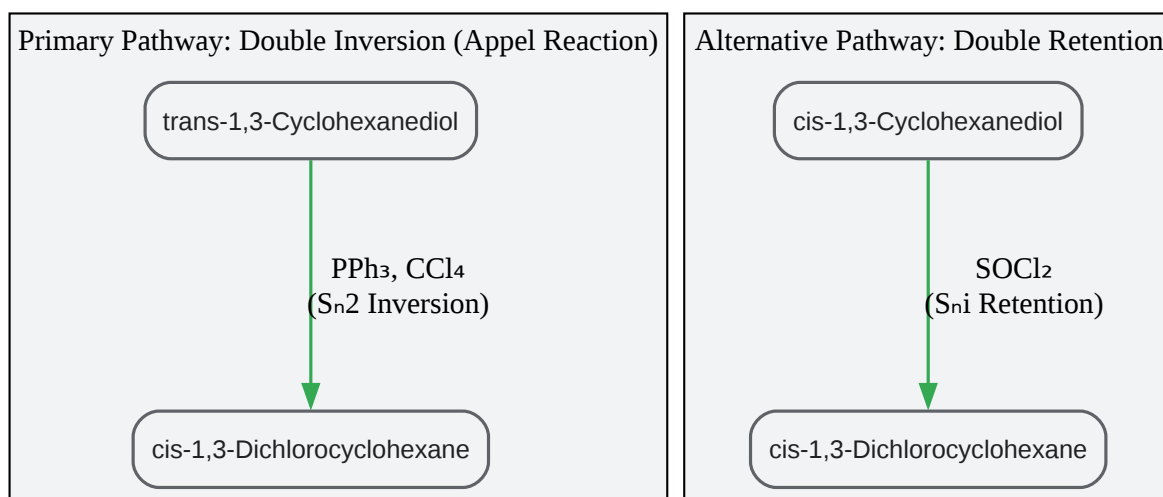 Primary Pathway: Double Inversion (Appel Reaction)
trans-1,3-Cyclohexanediol
PPh₃, CCl₄
(Sₙ2 Inversion)
cis-1,3-Dichlorocyclohexane
Alternative Pathway: Double Retention
cis-1,3-Cyclohexanediol
SOCl₂
(Sₙi Retention)
cis-1,3-Dichlorocyclohexane